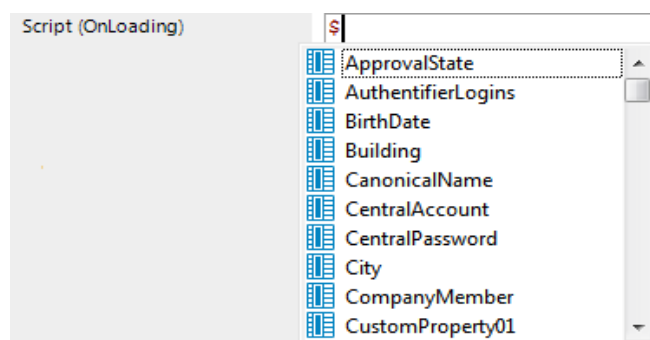 Script (OnLoading)
$
ApprovalState
AuthentifierLogins
BirthDate
Building
CanonicalName
CentralAccount
CentralPassword
City
CompanyMember
CustomProperty01